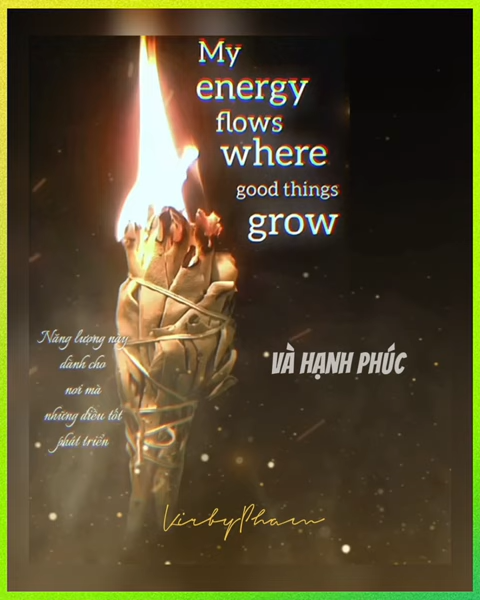 My
energy
flows
where
good things
grow
Năng lượng này
dành cho
nơi mà
những điều tốt
phát triển
VÀ HẠNH PHÚC
KirbyPham